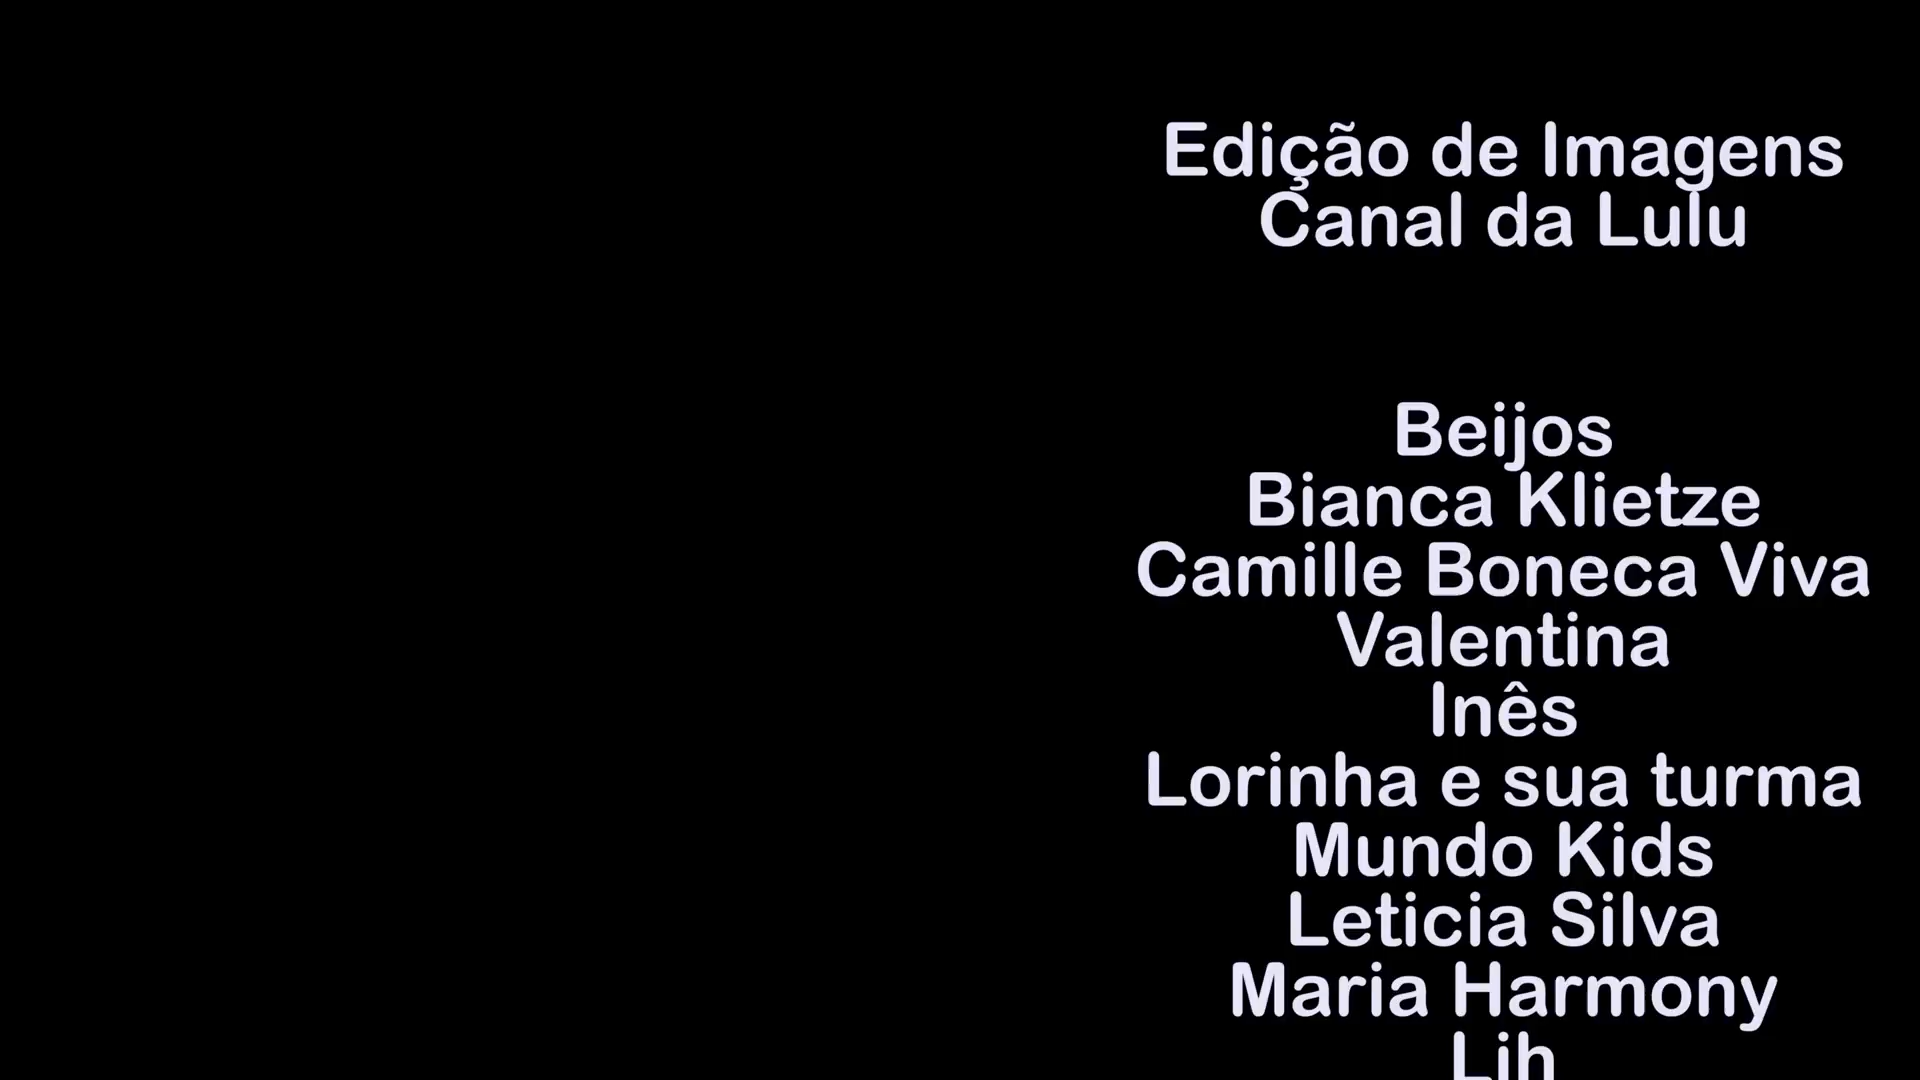 Edição de Imagens
Canal da Lulu
Beijos
Bianca Klietze
Camille Boneca Viva
Valentina
Inês
Lorinha e sua turma
Mundo Kids
Leticia Silva
Maria Harmony
Lih